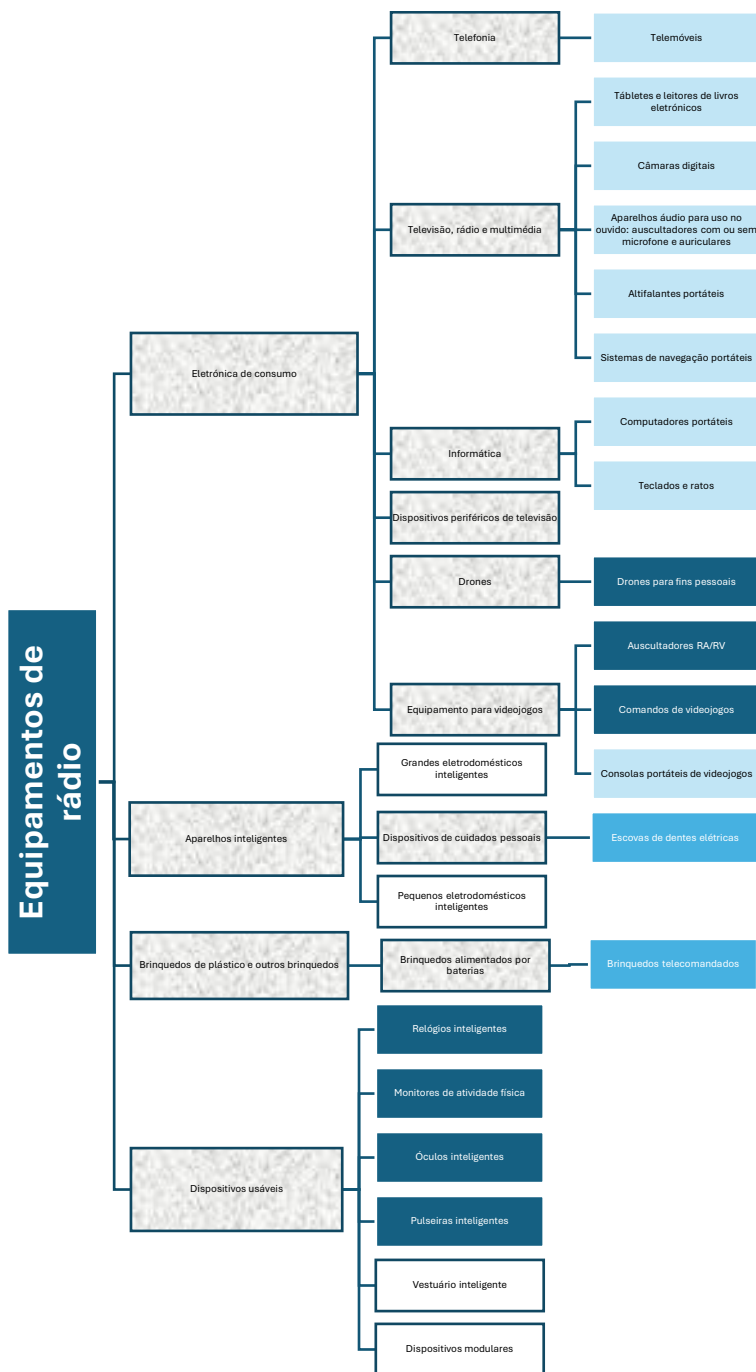 Equipamentos de
rádio
Eletrónica de consumo
Telefonia
Telemóveis
Televisão, rádio e multimédia
Tábletes e leitores de livros
eletrónicos
Câmaras digitais
Aparelhos áudio para uso no
ouvido: auscultadores com ou sem
microfone e auriculares
Altifalantes portáteis
Sistemas de navegação portáteis
Informática
Computadores portáteis
Teclados e ratos
Dispositivos periféricos de televisão
Drones
Drones para fins pessoais
Equipamento para videojogos
Auscultadores RA/RV
Comandos de videojogos
Consolas portáteis de videojogos
Aparelhos inteligentes
Grandes eletrodomésticos
inteligentes
Dispositivos de cuidados pessoais
Escovas de dentes elétricas
Pequenos eletrodomésticos
inteligentes
Brinquedos de plástico e outros brinquedos
Brinquedos alimentados por
baterias
Brinquedos telecomandados
Dispositivos usáveis
Relógios inteligentes
Monitores de atividade física
Óculos inteligentes
Pulseiras inteligentes
Vestuário inteligente
Dispositivos modulares